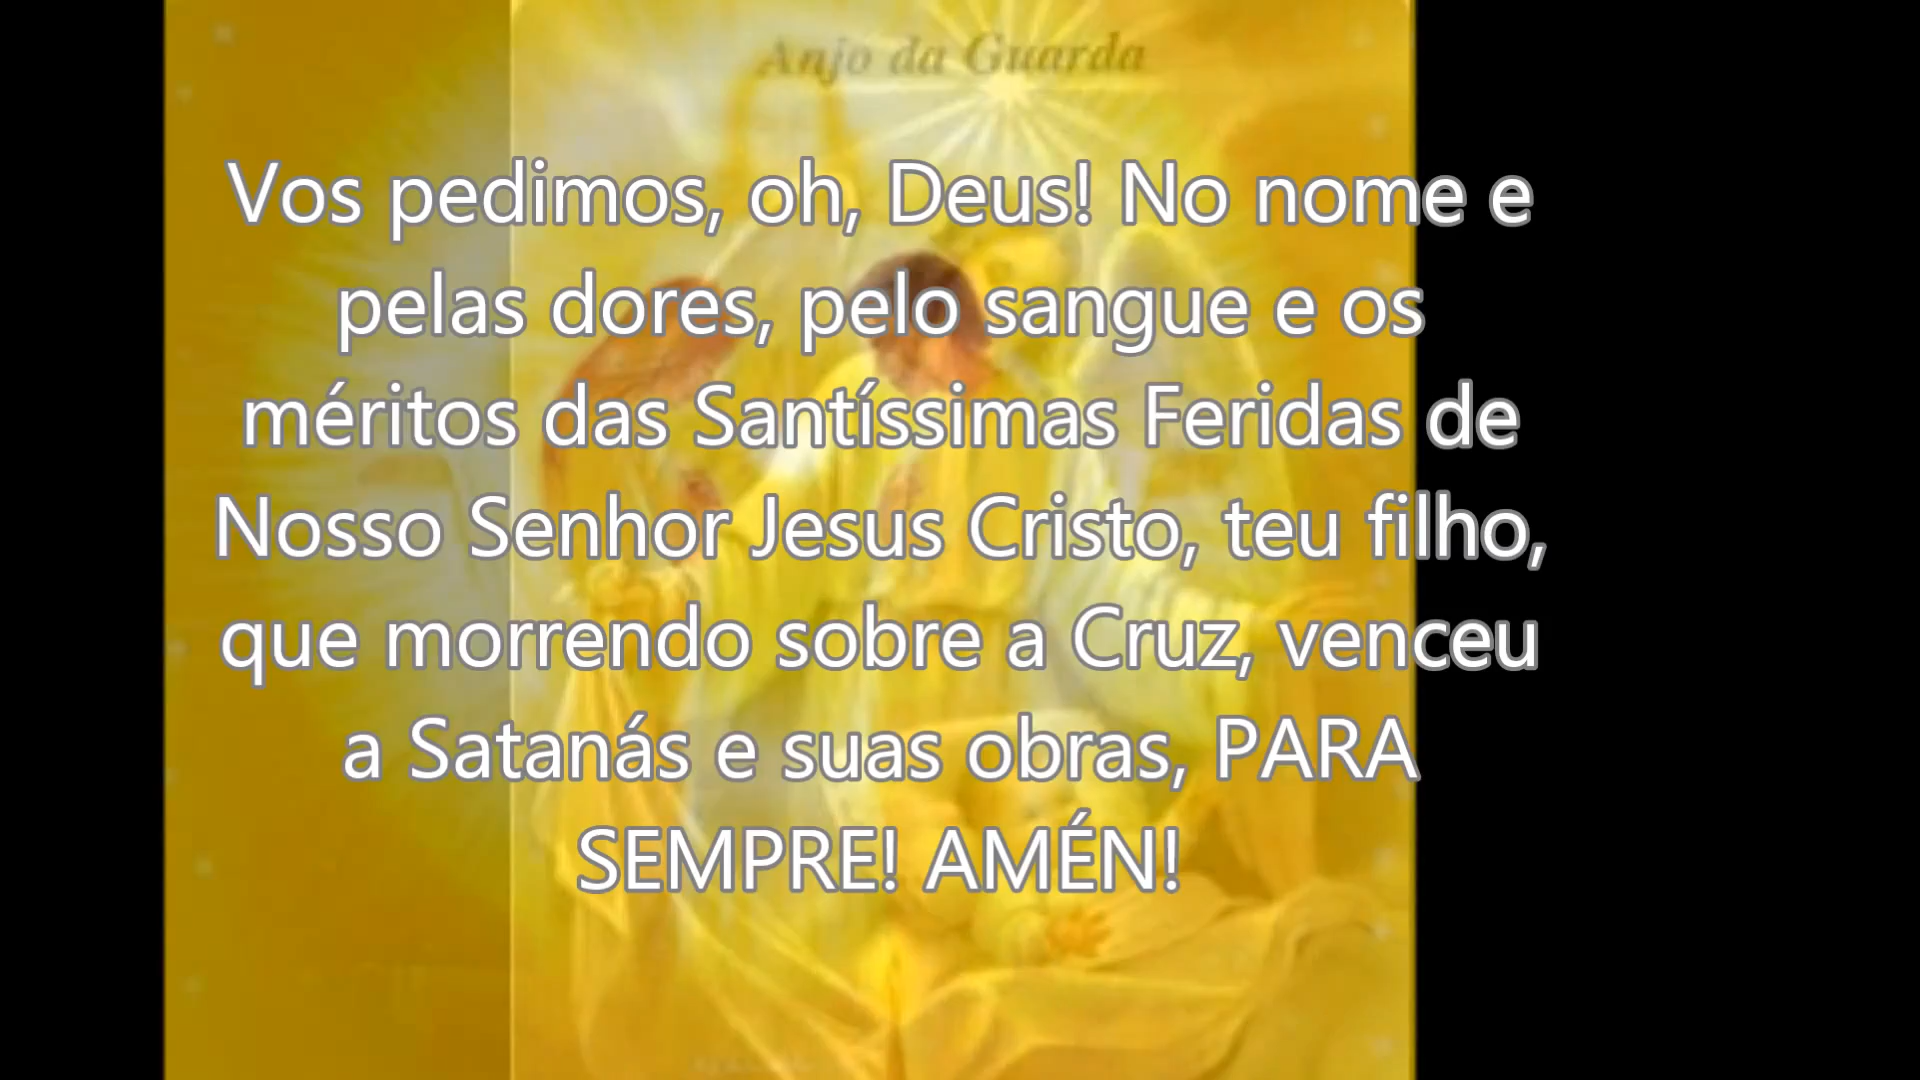 Anjo da Guarda
Vos pedimos, oh, Deus! No nome e
pelas dores, pelo sangue e os
méritos das Santíssimas Feridas de
Nosso Senhor Jesus Cristo, teu filho,
que morrendo sobre a Cruz, venceu
a Satanás e suas obras, PARA
SEMPRE! AMÉN!